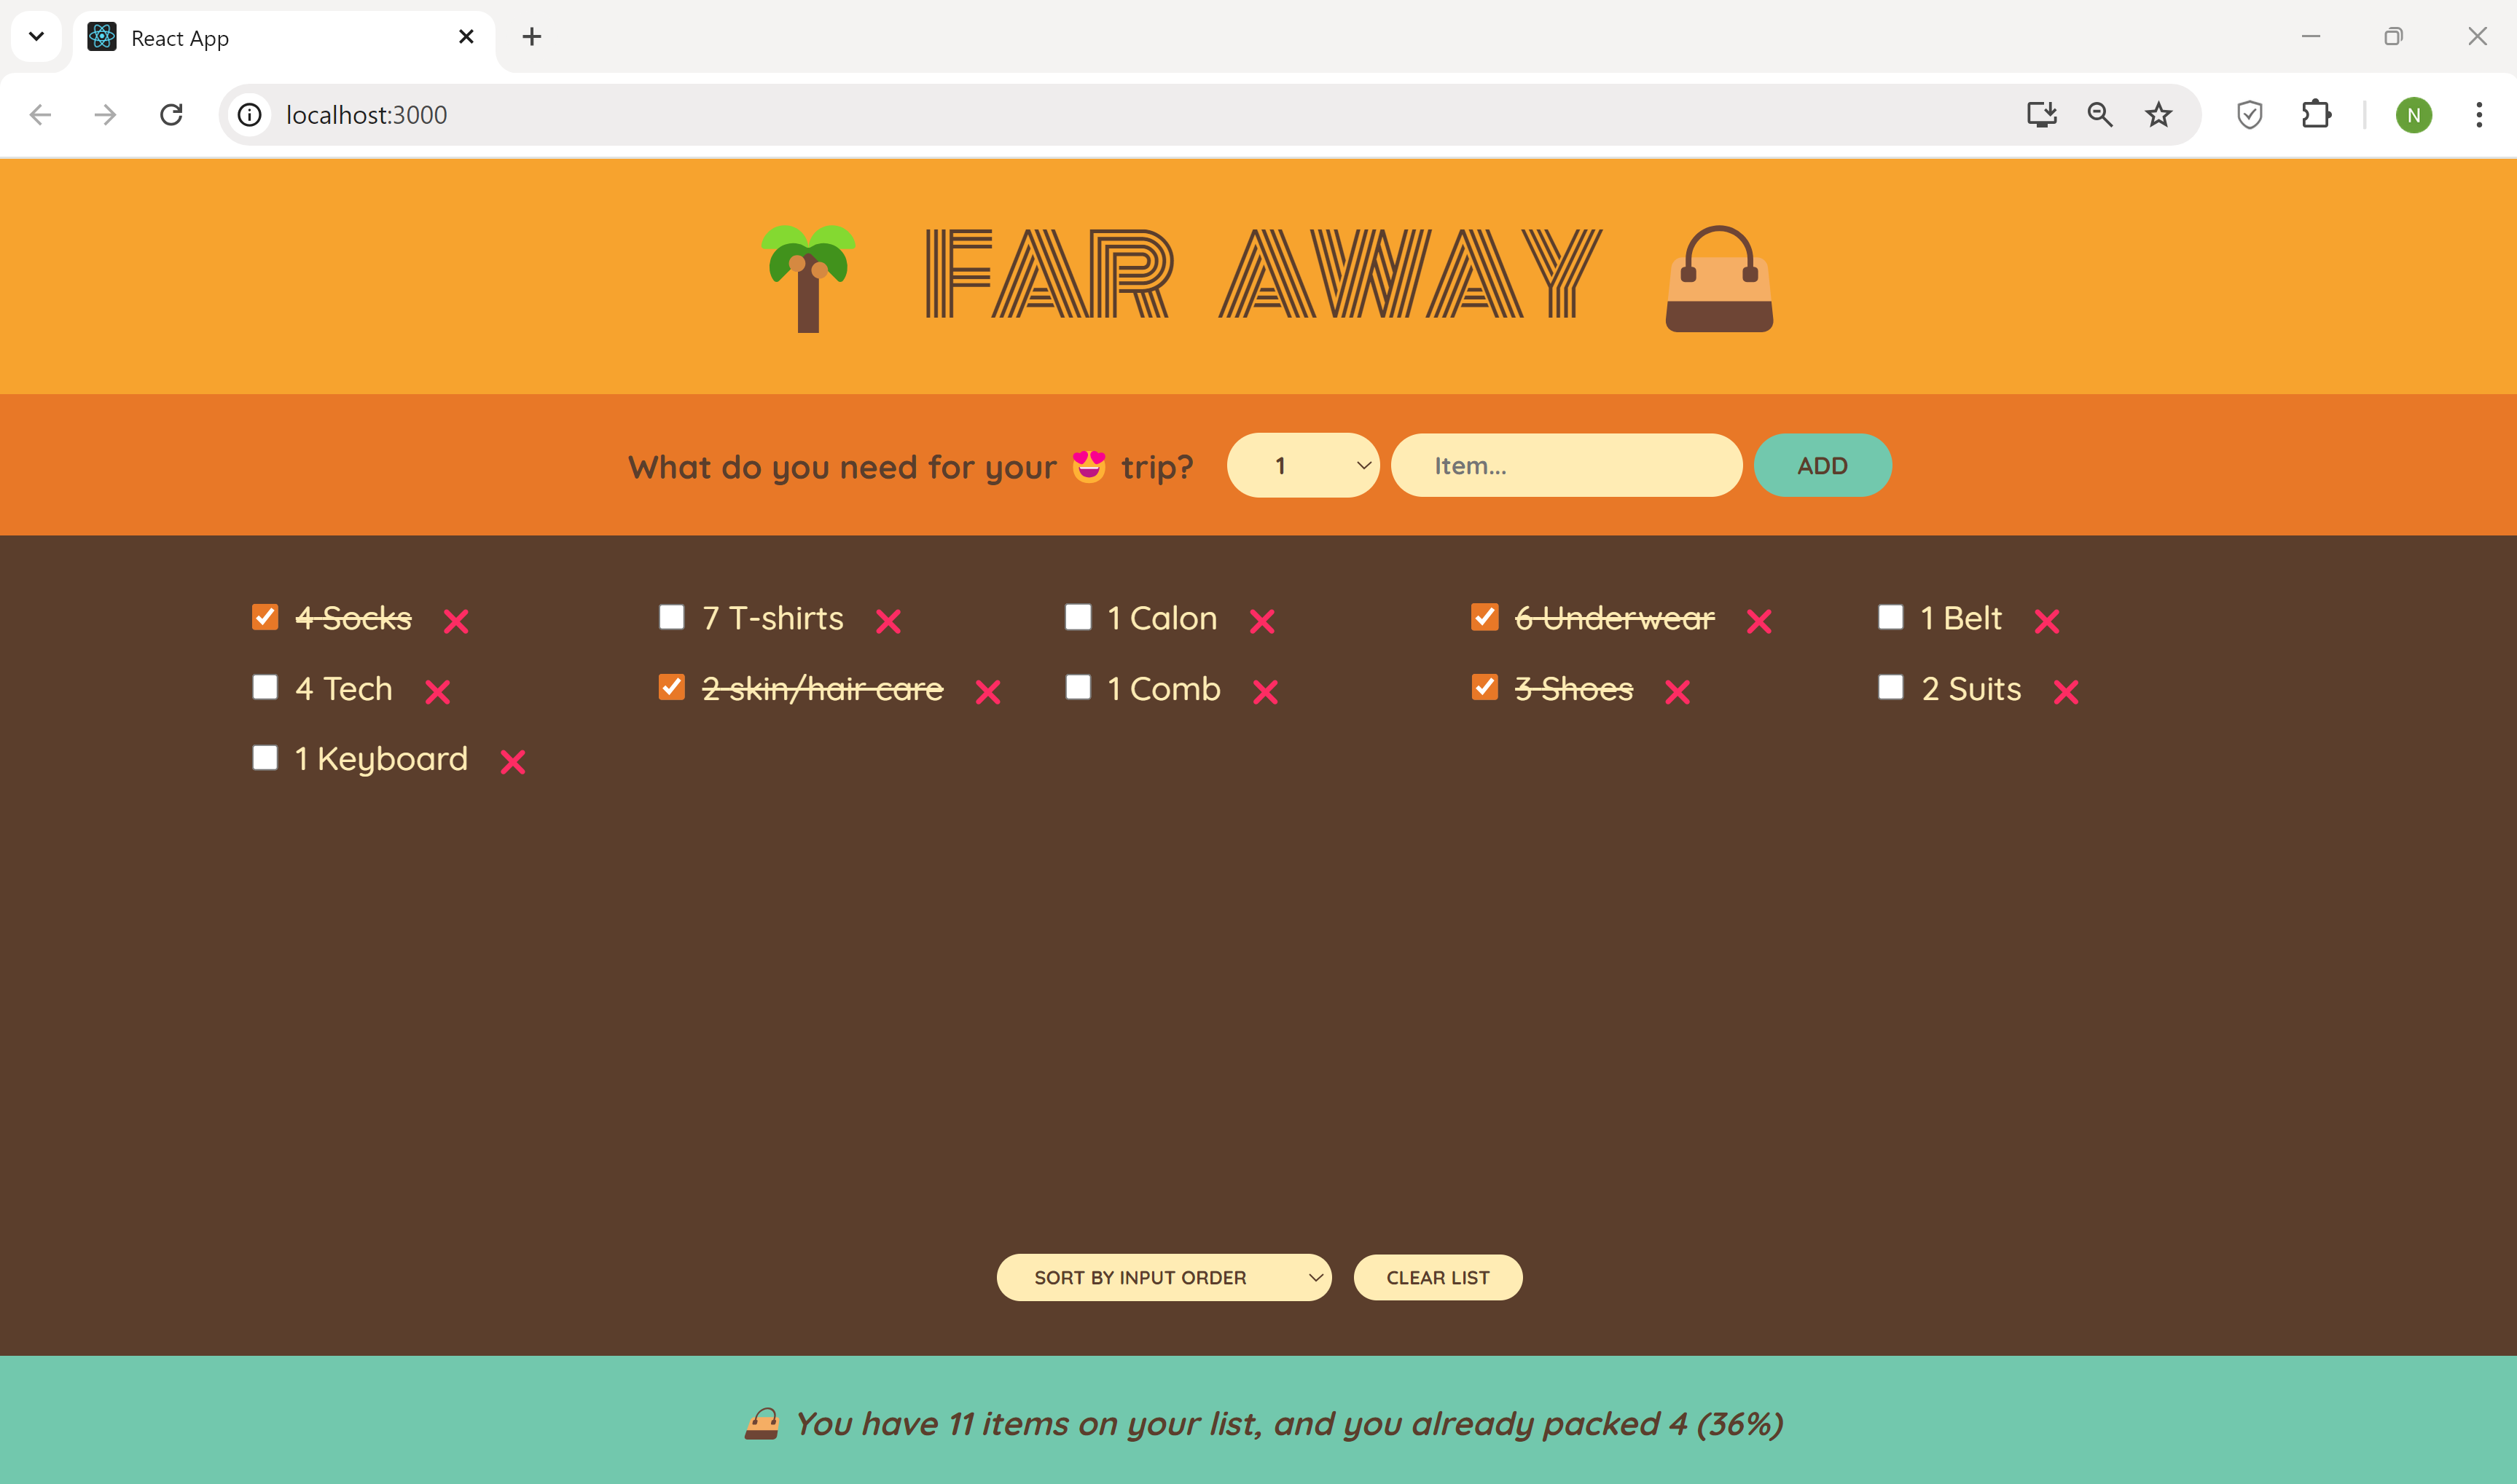 React App
localhost:3000
N
FAR AWAY
What do you need for your 😍 trip? 1 Item... ADD
4 Socks 7 T-shirts 1 Calon 6 Underwear 1 Belt
4 Tech 2 skin/hair care 1 Comb 3 Shoes 2 Suits
1 Keyboard
SORT BY INPUT ORDER CLEAR LIST
You have 11 items on your list, and you already packed 4 (36%)